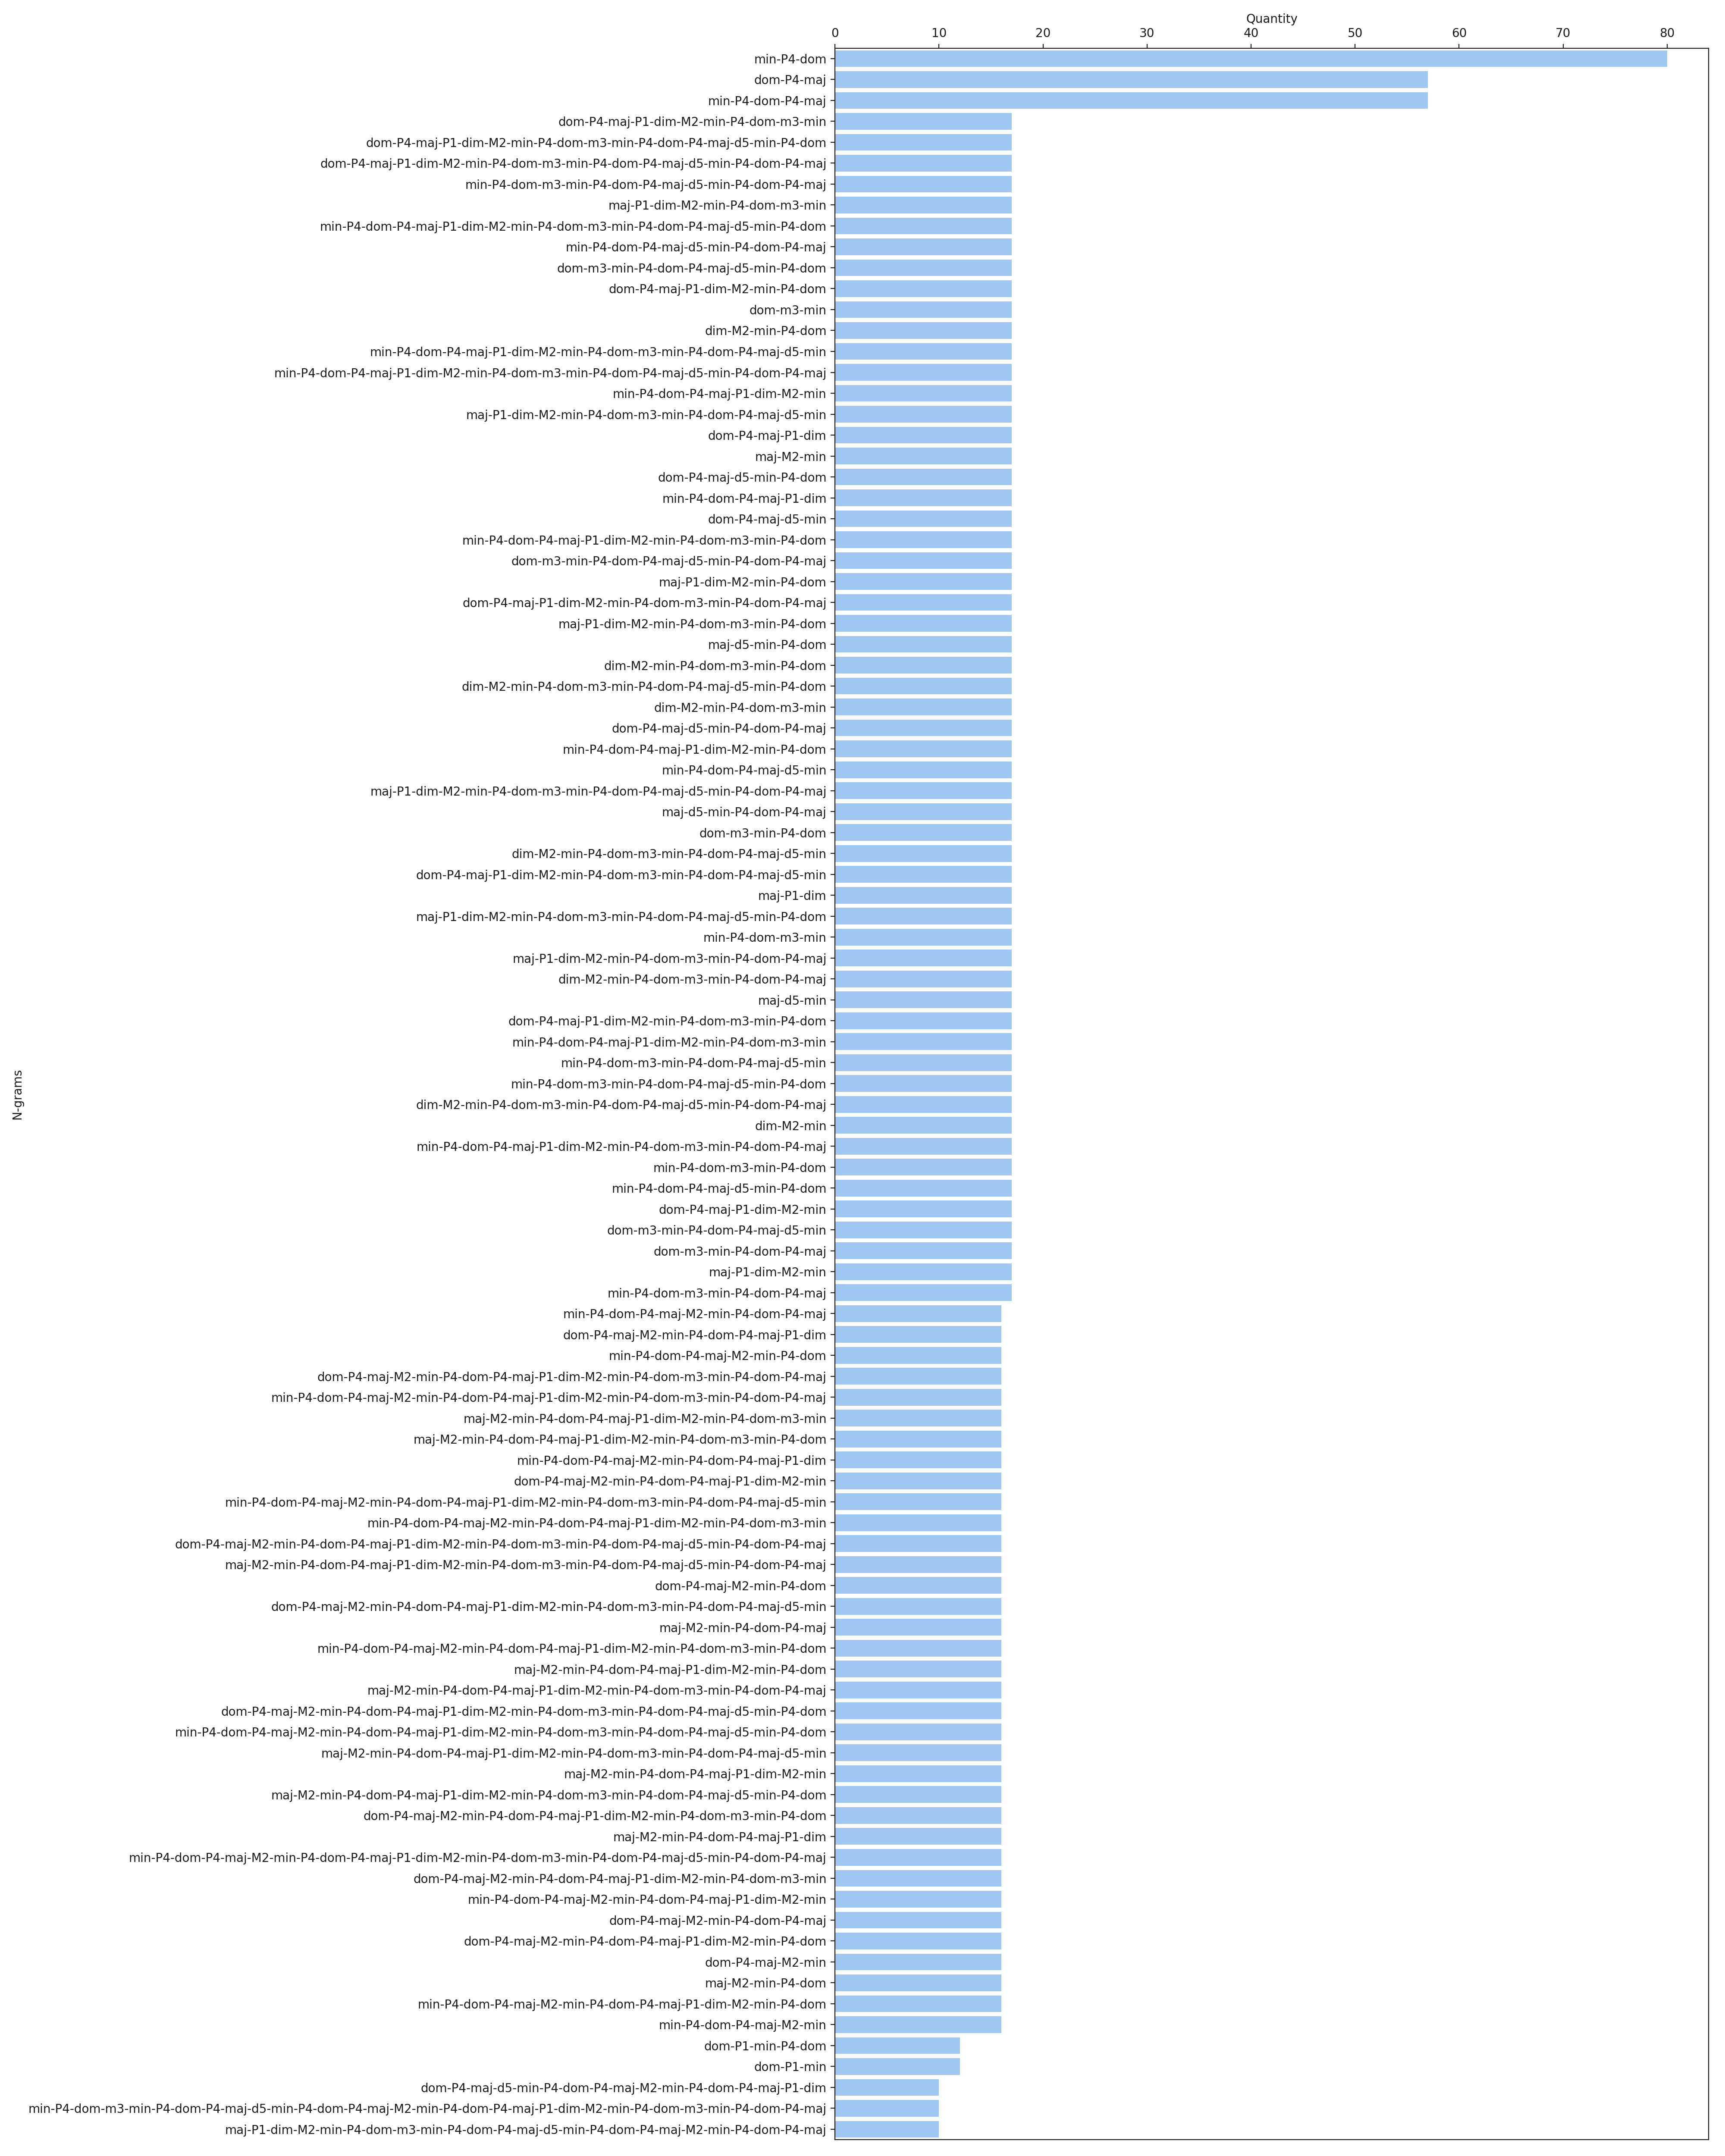 Quantity
0 10 20 30 40 50 60 70 80
min-P4-dom
dom-P4-maj
min-P4-dom-P4-maj
dom-P4-maj-P1-dim-M2-min-P4-dom-m3-min
dom-P4-maj-P1-dim-M2-min-P4-dom-m3-min-P4-dom-P4-maj-d5-min-P4-dom
dom-P4-maj-P1-dim-M2-min-P4-dom-m3-min-P4-dom-P4-maj-d5-min-P4-dom-P4-maj
min-P4-dom-m3-min-P4-dom-P4-maj-d5-min-P4-dom-P4-maj
maj-P1-dim-M2-min-P4-dom-m3-min
min-P4-dom-P4-maj-P1-dim-M2-min-P4-dom-m3-min-P4-dom-P4-maj-d5-min-P4-dom
min-P4-dom-P4-maj-d5-min-P4-dom-P4-maj
dom-m3-min-P4-dom-P4-maj-d5-min-P4-dom
dom-P4-maj-P1-dim-M2-min-P4-dom
dom-m3-min
dim-M2-min-P4-dom
min-P4-dom-P4-maj-P1-dim-M2-min-P4-dom-m3-min-P4-dom-P4-maj-d5-min
min-P4-dom-P4-maj-P1-dim-M2-min-P4-dom-m3-min-P4-dom-P4-maj-d5-min-P4-dom-P4-maj
min-P4-dom-P4-maj-P1-dim-M2-min
maj-P1-dim-M2-min-P4-dom-m3-min-P4-dom-P4-maj-d5-min
dom-P4-maj-P1-dim
maj-M2-min
dom-P4-maj-d5-min-P4-dom
min-P4-dom-P4-maj-P1-dim
dom-P4-maj-d5-min
min-P4-dom-P4-maj-P1-dim-M2-min-P4-dom-m3-min-P4-dom
dom-m3-min-P4-dom-P4-maj-d5-min-P4-dom-P4-maj
maj-P1-dim-M2-min-P4-dom
dom-P4-maj-P1-dim-M2-min-P4-dom-m3-min-P4-dom-P4-maj
maj-P1-dim-M2-min-P4-dom-m3-min-P4-dom
maj-d5-min-P4-dom
dim-M2-min-P4-dom-m3-min-P4-dom
dim-M2-min-P4-dom-m3-min-P4-dom-P4-maj-d5-min-P4-dom
dim-M2-min-P4-dom-m3-min
dom-P4-maj-d5-min-P4-dom-P4-maj
min-P4-dom-P4-maj-P1-dim-M2-min-P4-dom
min-P4-dom-P4-maj-d5-min
maj-P1-dim-M2-min-P4-dom-m3-min-P4-dom-P4-maj-d5-min-P4-dom-P4-maj
maj-d5-min-P4-dom-P4-maj
dom-m3-min-P4-dom
dim-M2-min-P4-dom-m3-min-P4-dom-P4-maj-d5-min
dom-P4-maj-P1-dim-M2-min-P4-dom-m3-min-P4-dom-P4-maj-d5-min
maj-P1-dim
maj-P1-dim-M2-min-P4-dom-m3-min-P4-dom-P4-maj-d5-min-P4-dom
min-P4-dom-m3-min
maj-P1-dim-M2-min-P4-dom-m3-min-P4-dom-P4-maj
dim-M2-min-P4-dom-m3-min-P4-dom-P4-maj
maj-d5-min
dom-P4-maj-P1-dim-M2-min-P4-dom-m3-min-P4-dom
min-P4-dom-P4-maj-P1-dim-M2-min-P4-dom-m3-min
min-P4-dom-m3-min-P4-dom-P4-maj-d5-min
min-P4-dom-m3-min-P4-dom-P4-maj-d5-min-P4-dom
dim-M2-min-P4-dom-m3-min-P4-dom-P4-maj-d5-min-P4-dom-P4-maj
dim-M2-min
min-P4-dom-P4-maj-P1-dim-M2-min-P4-dom-m3-min-P4-dom-P4-maj
min-P4-dom-m3-min-P4-dom
min-P4-dom-P4-maj-d5-min-P4-dom
dom-P4-maj-P1-dim-M2-min
dom-m3-min-P4-dom-P4-maj-d5-min
dom-m3-min-P4-dom-P4-maj
maj-P1-dim-M2-min
min-P4-dom-m3-min-P4-dom-P4-maj
min-P4-dom-P4-maj-M2-min-P4-dom-P4-maj
dom-P4-maj-M2-min-P4-dom-P4-maj-P1-dim
min-P4-dom-P4-maj-M2-min-P4-dom
dom-P4-maj-M2-min-P4-dom-P4-maj-P1-dim-M2-min-P4-dom-m3-min-P4-dom-P4-maj
min-P4-dom-P4-maj-M2-min-P4-dom-P4-maj-P1-dim-M2-min-P4-dom-m3-min-P4-dom-P4-maj
maj-M2-min-P4-dom-P4-maj-P1-dim-M2-min-P4-dom-m3-min
maj-M2-min-P4-dom-P4-maj-P1-dim-M2-min-P4-dom-m3-min-P4-dom
min-P4-dom-P4-maj-M2-min-P4-dom-P4-maj-P1-dim
dom-P4-maj-M2-min-P4-dom-P4-maj-P1-dim-M2-min
min-P4-dom-P4-maj-M2-min-P4-dom-P4-maj-P1-dim-M2-min-P4-dom-m3-min-P4-dom-P4-maj-d5-min
min-P4-dom-P4-maj-M2-min-P4-dom-P4-maj-P1-dim-M2-min-P4-dom-m3-min
dom-P4-maj-M2-min-P4-dom-P4-maj-P1-dim-M2-min-P4-dom-m3-min-P4-dom-P4-maj-d5-min-P4-dom-P4-maj
maj-M2-min-P4-dom-P4-maj-P1-dim-M2-min-P4-dom-m3-min-P4-dom-P4-maj-d5-min-P4-dom-P4-maj
dom-P4-maj-M2-min-P4-dom
dom-P4-maj-M2-min-P4-dom-P4-maj-P1-dim-M2-min-P4-dom-m3-min-P4-dom-P4-maj-d5-min
maj-M2-min-P4-dom-P4-maj
min-P4-dom-P4-maj-M2-min-P4-dom-P4-maj-P1-dim-M2-min-P4-dom-m3-min-P4-dom
maj-M2-min-P4-dom-P4-maj-P1-dim-M2-min-P4-dom
maj-M2-min-P4-dom-P4-maj-P1-dim-M2-min-P4-dom-m3-min-P4-dom-P4-maj
dom-P4-maj-M2-min-P4-dom-P4-maj-P1-dim-M2-min-P4-dom-m3-min-P4-dom-P4-maj-d5-min-P4-dom
min-P4-dom-P4-maj-M2-min-P4-dom-P4-maj-P1-dim-M2-min-P4-dom-m3-min-P4-dom-P4-maj-d5-min-P4-dom
maj-M2-min-P4-dom-P4-maj-P1-dim-M2-min-P4-dom-m3-min-P4-dom-P4-maj-d5-min
maj-M2-min-P4-dom-P4-maj-P1-dim-M2-min
maj-M2-min-P4-dom-P4-maj-P1-dim-M2-min-P4-dom-m3-min-P4-dom-P4-maj-d5-min-P4-dom
dom-P4-maj-M2-min-P4-dom-P4-maj-P1-dim-M2-min-P4-dom-m3-min-P4-dom
maj-M2-min-P4-dom-P4-maj-P1-dim
min-P4-dom-P4-maj-M2-min-P4-dom-P4-maj-P1-dim-M2-min-P4-dom-m3-min-P4-dom-P4-maj-d5-min-P4-dom-P4-maj
dom-P4-maj-M2-min-P4-dom-P4-maj-P1-dim-M2-min-P4-dom-m3-min
min-P4-dom-P4-maj-M2-min-P4-dom-P4-maj-P1-dim-M2-min
dom-P4-maj-M2-min-P4-dom-P4-maj
dom-P4-maj-M2-min-P4-dom-P4-maj-P1-dim-M2-min-P4-dom
dom-P4-maj-M2-min
maj-M2-min-P4-dom
min-P4-dom-P4-maj-M2-min-P4-dom-P4-maj-P1-dim-M2-min-P4-dom
min-P4-dom-P4-maj-M2-min
dom-P1-min-P4-dom
dom-P1-min
dom-P4-maj-d5-min-P4-dom-P4-maj-M2-min-P4-dom-P4-maj-P1-dim
min-P4-dom-m3-min-P4-dom-P4-maj-d5-min-P4-dom-P4-maj-M2-min-P4-dom-P4-maj-P1-dim-M2-min-P4-dom-m3-min-P4-dom-P4-maj
maj-P1-dim-M2-min-P4-dom-m3-min-P4-dom-P4-maj-d5-min-P4-dom-P4-maj-M2-min-P4-dom-P4-maj
N-grams